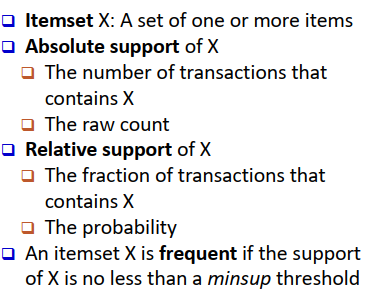 Itemset X: A set of one or more items
Absolute support of X
The number of transactions that
contains X
The raw count
Relative support of X
The fraction of transactions that
contains X
The probability
An itemset X is frequent if the support
of X is no less than a minsup threshold